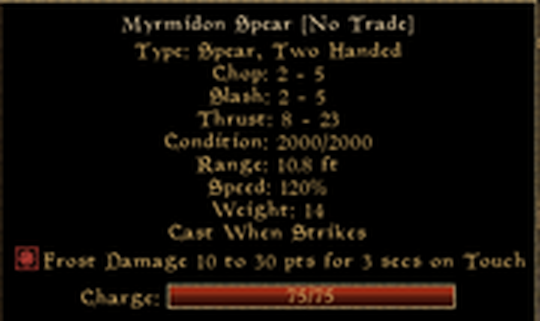 Myrmidon Spear [No Trade]
Type: Spear, Two Handed
Chop: 2 - 5
Slash: 2 - 5
Thrust: 8 - 23
Condition: 2000/2000
Range: 10.8 ft
Speed: 120%
Weight: 14
Cast When Strikes
Frost Damage 10 to 30 pts for 3 secs on Touch
Charge: 75/75